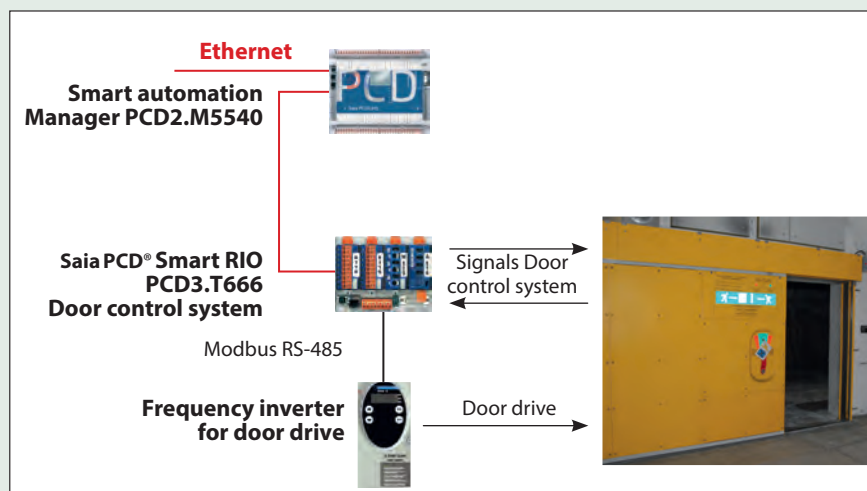 Ethernet
PCD
Smart automation
Manager PCD2.M5540
Saia PCD® Smart RIO
PCD3.T666
Door control system
Signals Door
control system
Modbus RS-485
Frequency inverter
for door drive
Door drive